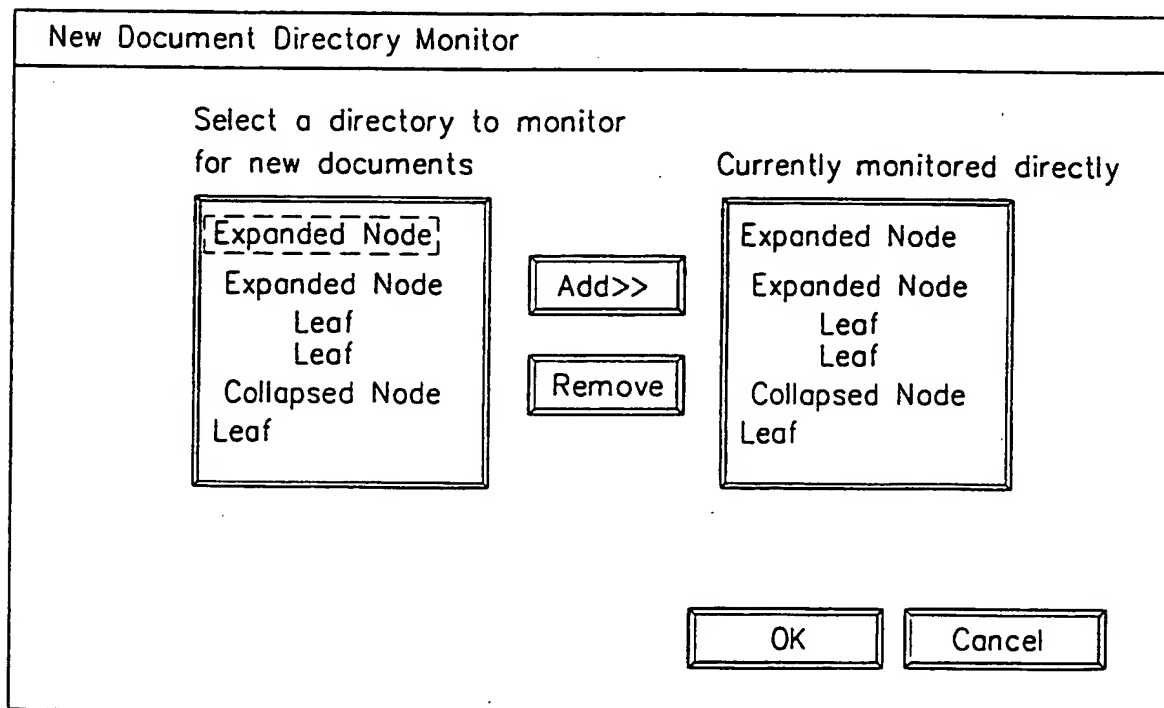 New Document Directory Monitor
Select a directory to monitor
for new documents
Currently monitored directly
Expanded Node
Expanded Node
Leaf
Leaf
Collapsed Node
Leaf
Add>>
Remove
Expanded Node
Expanded Node
Leaf
Leaf
Collapsed Node
Leaf
OK
Cancel